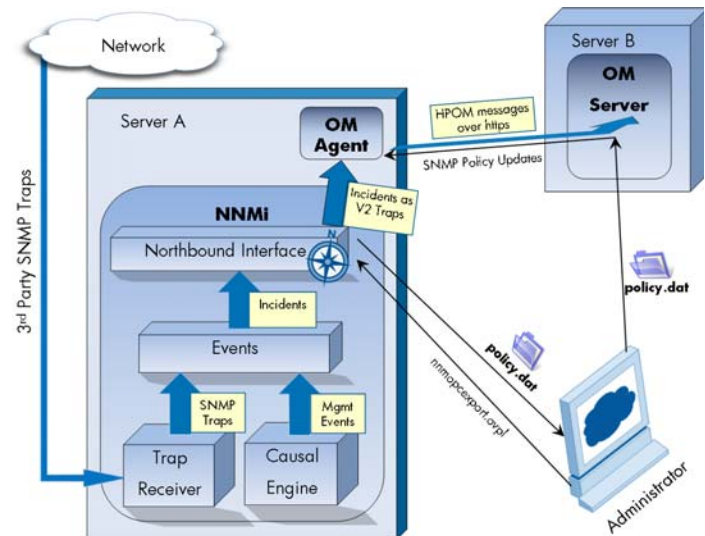 Network
3rd Party SNMP Traps
Server A
OM
Agent
HPOM messages
over https
SNMP Policy Updates
Server B
OM
Server
Incidents as
V2 Traps
NNMi
N
Northbound Interface
Incidents
Events
SNMP
Traps
Mgmt
Events
Trap
Receiver
Causal
Engine
policy.dat
nnmopcexport.ovpl
policy.dat
Administrator